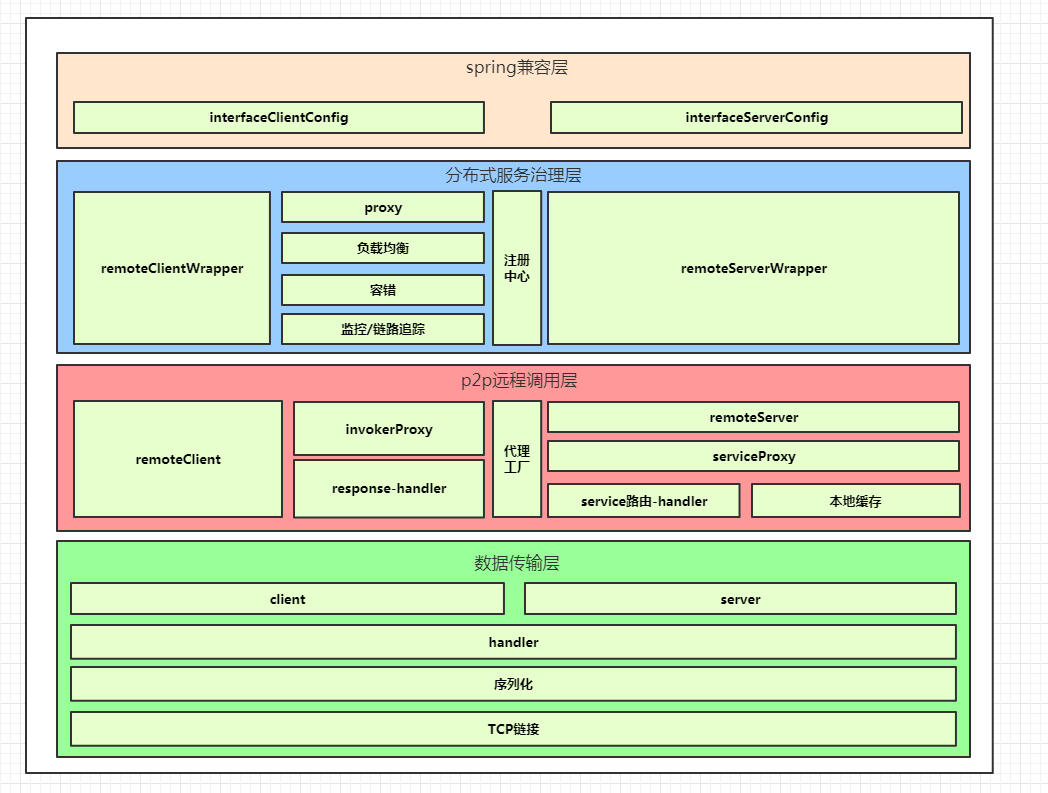 spring兼容层
interfaceClientConfig
interfaceServerConfig
分布式服务治理层
remoteClientWrapper
proxy
负载均衡
容错
监控/链路追踪
注册
中心
remoteServerWrapper
p2p远程调用层
remoteClient
invokerProxy
response-handler
代理
工厂
remoteServer
serviceProxy
service路由-handler
本地缓存
数据传输层
client
server
handler
序列化
TCP链接